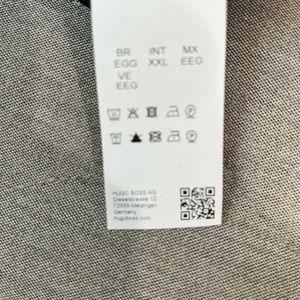 BR INT MX
EGG XXL EEG
VE
EEG
HUGO BOSS AG
Dieselstrasse 12
72555 Metzingen
Germany
hugoboss.com